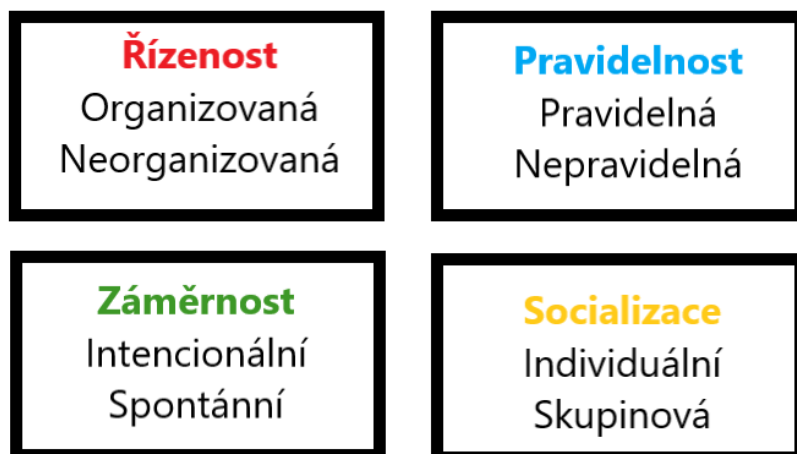 Řízenost
Organizovaná
Neorganizovaná
Pravidelnost
Pravidelná
Nepravidelná
Záměrnost
Intencionální
Spontánní
Socializace
Individuální
Skupinová